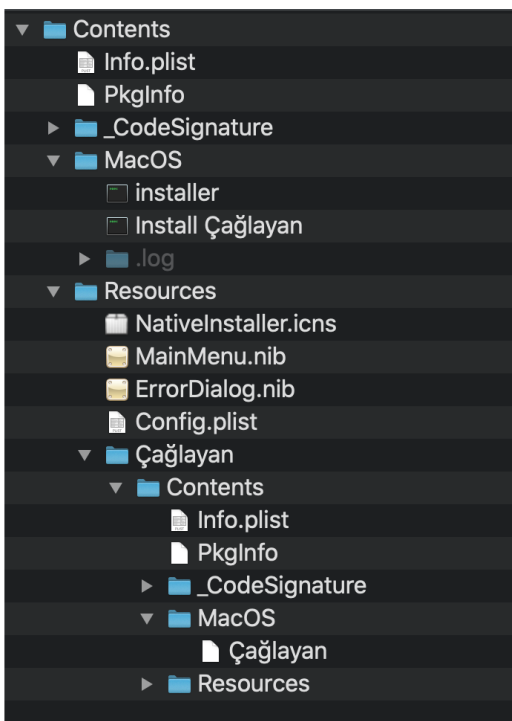 Contents
Info.plist
PkgInfo
_CodeSignature
MacOS
installer
Install Çağlayan
.log
Resources
NativeInstaller.icns
MainMenu.nib
ErrorDialog.nib
Config.plist
Çağlayan
Contents
Info.plist
PkgInfo
_CodeSignature
MacOS
Çağlayan
Resources